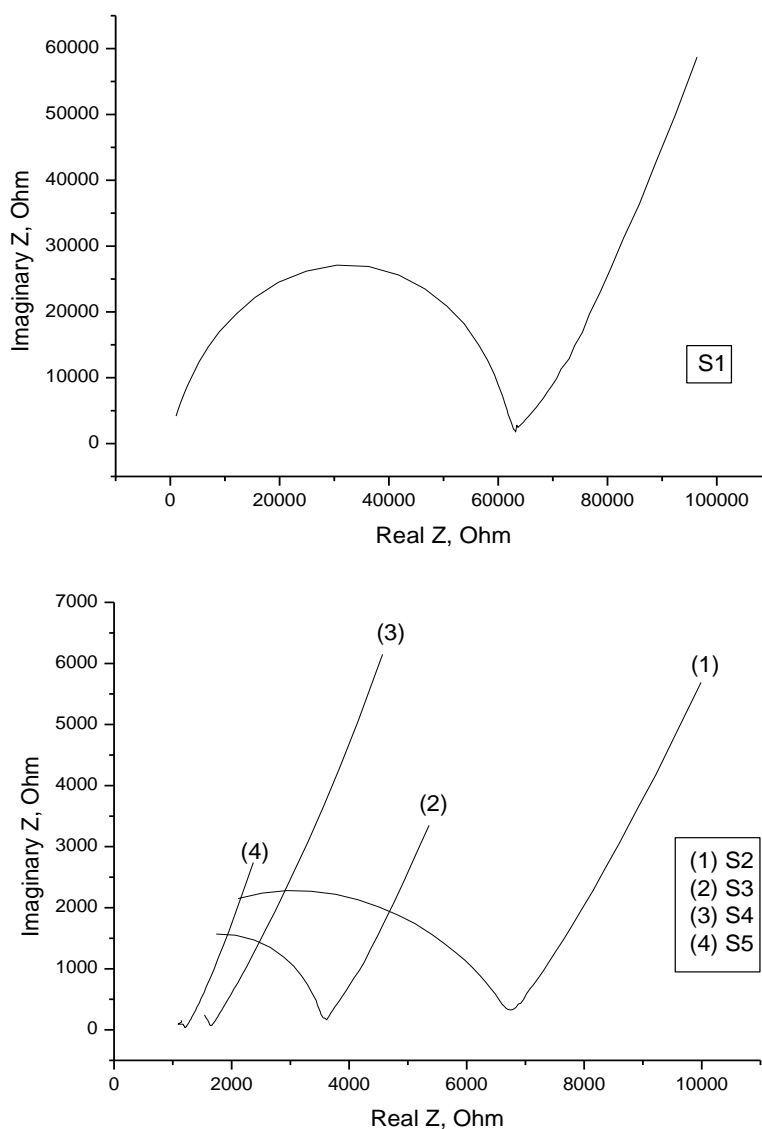 60000
50000
40000
30000
20000
10000
0
Imaginary Z, Ohm
S1
0 20000 40000 60000 80000 100000
Real Z, Ohm
7000
6000
5000
4000
3000
2000
1000
0
Imaginary Z, Ohm
(3)
(1)
(2)
(4)
(1) S2
(2) S3
(3) S4
(4) S5
0 2000 4000 6000 8000 10000
Real Z, Ohm